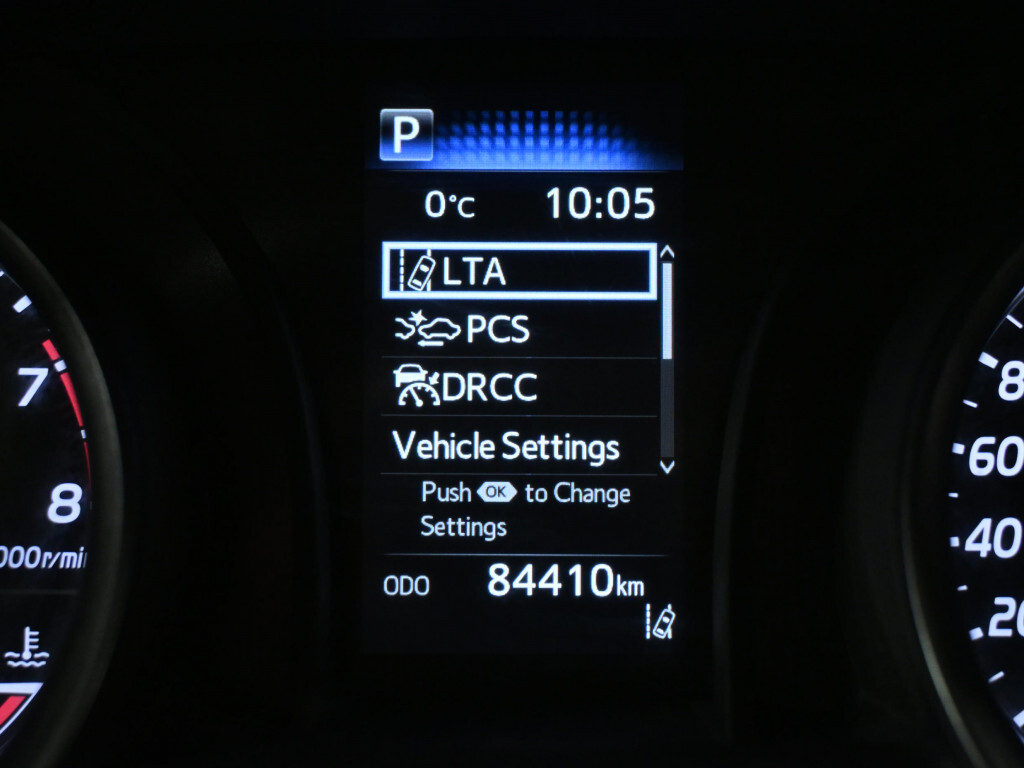 P
0°C 10:05
LTA
PCS
DRCC
Vehicle Settings
Push OK to Change
Settings
ODO 84410km
7
8
000r/mi
8
60
40
20